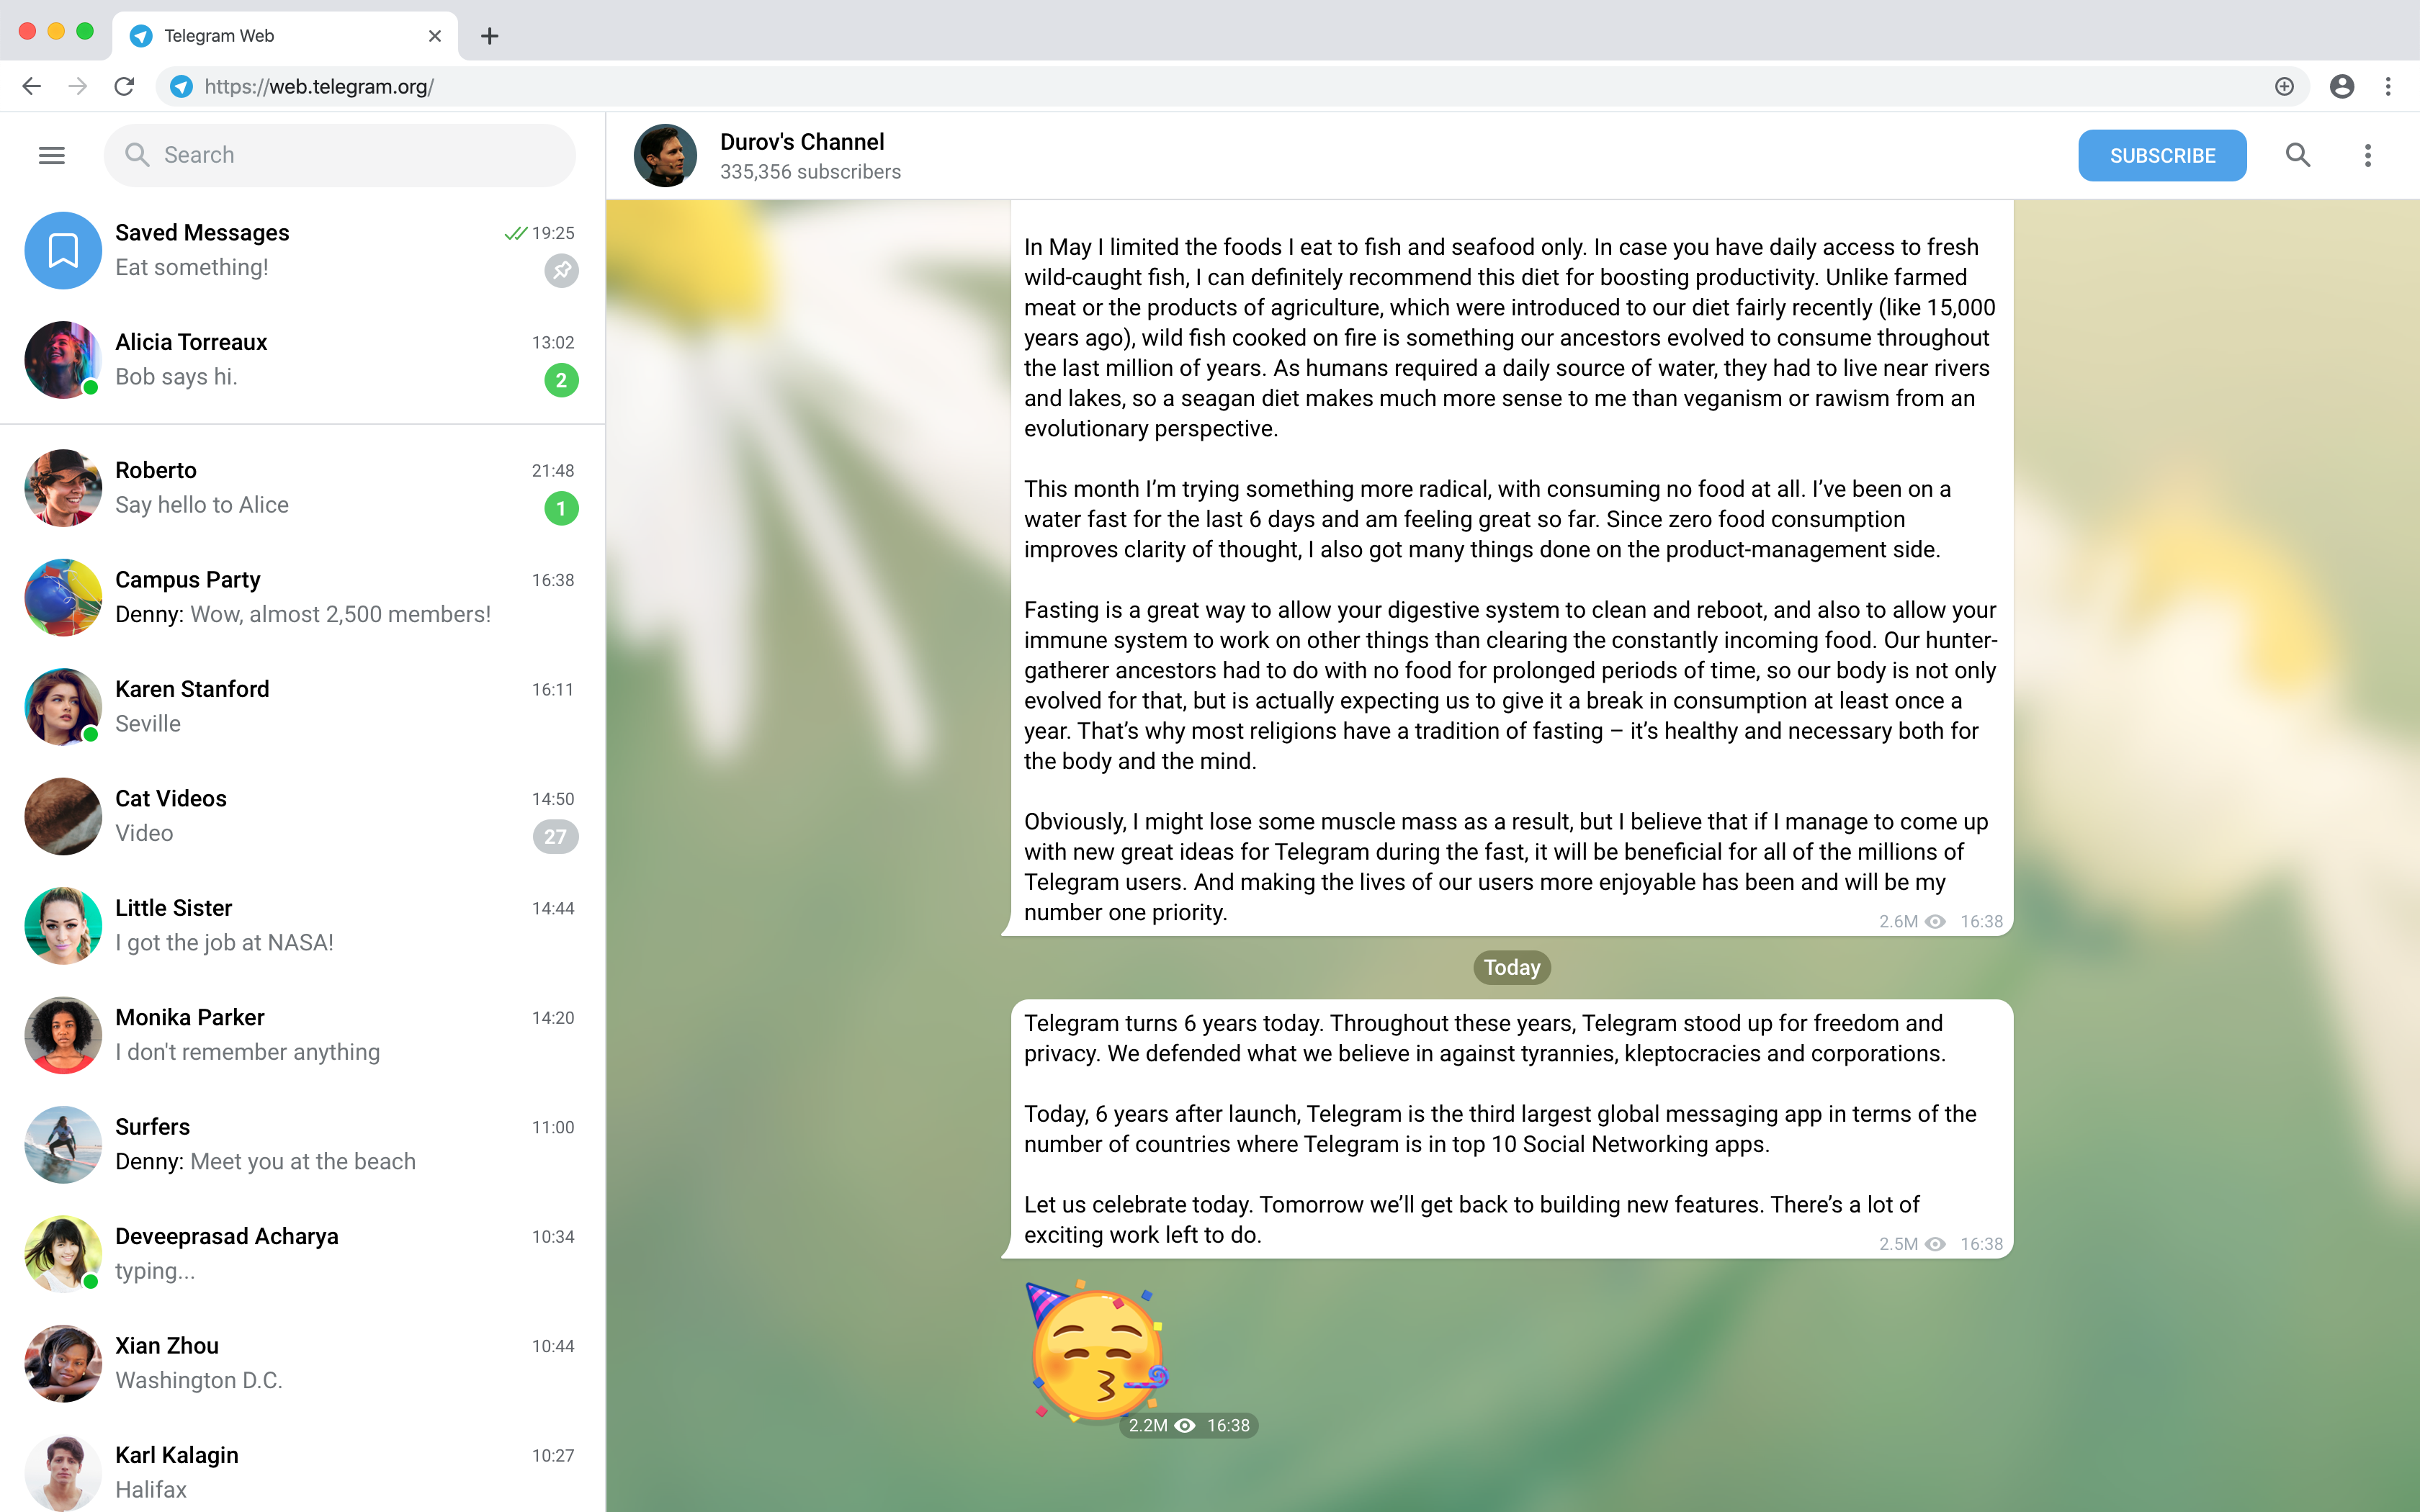 Telegram Web
https://web.telegram.org/
Search
Saved Messages
19:25
Eat something!
Alicia Torreaux
13:02
Bob says hi.
2
Roberto
21:48
Say hello to Alice
1
Campus Party
16:38
Denny: Wow, almost 2,500 members!
Karen Stanford
16:11
Seville
Cat Videos
14:50
Video
27
Little Sister
14:44
I got the job at NASA!
Monika Parker
14:20
I don't remember anything
Surfers
11:00
Denny: Meet you at the beach
Deveeprasad Acharya
10:34
typing...
Xian Zhou
10:44
Washington D.C.
Karl Kalagin
10:27
Halifax
Durov's Channel
335,356 subscribers
SUBSCRIBE
In May I limited the foods I eat to fish and seafood only. In case you have daily access to fresh
wild-caught fish, I can definitely recommend this diet for boosting productivity. Unlike farmed
meat or the products of agriculture, which were introduced to our diet fairly recently (like 15,000
years ago), wild fish cooked on fire is something our ancestors evolved to consume throughout
the last million of years. As humans required a daily source of water, they had to live near rivers
and lakes, so a seagan diet makes much more sense to me than veganism or rawism from an
evolutionary perspective.
This month I’m trying something more radical, with consuming no food at all. I’ve been on a
water fast for the last 6 days and am feeling great so far. Since zero food consumption
improves clarity of thought, I also got many things done on the product-management side.
Fasting is a great way to allow your digestive system to clean and reboot, and also to allow your
immune system to work on other things than clearing the constantly incoming food. Our hunter-
gatherer ancestors had to do with no food for prolonged periods of time, so our body is not only
evolved for that, but is actually expecting us to give it a break in consumption at least once a
year. That’s why most religions have a tradition of fasting – it’s healthy and necessary both for
the body and the mind.
Obviously, I might lose some muscle mass as a result, but I believe that if I manage to come up
with new great ideas for Telegram during the fast, it will be beneficial for all of the millions of
Telegram users. And making the lives of our users more enjoyable has been and will be my
number one priority.
2.6M 16:38
Today
Telegram turns 6 years today. Throughout these years, Telegram stood up for freedom and
privacy. We defended what we believe in against tyrannies, kleptocracies and corporations.
Today, 6 years after launch, Telegram is the third largest global messaging app in terms of the
number of countries where Telegram is in top 10 Social Networking apps.
Let us celebrate today. Tomorrow we’ll get back to building new features. There’s a lot of
exciting work left to do.
2.5M 16:38
2.2M 16:38